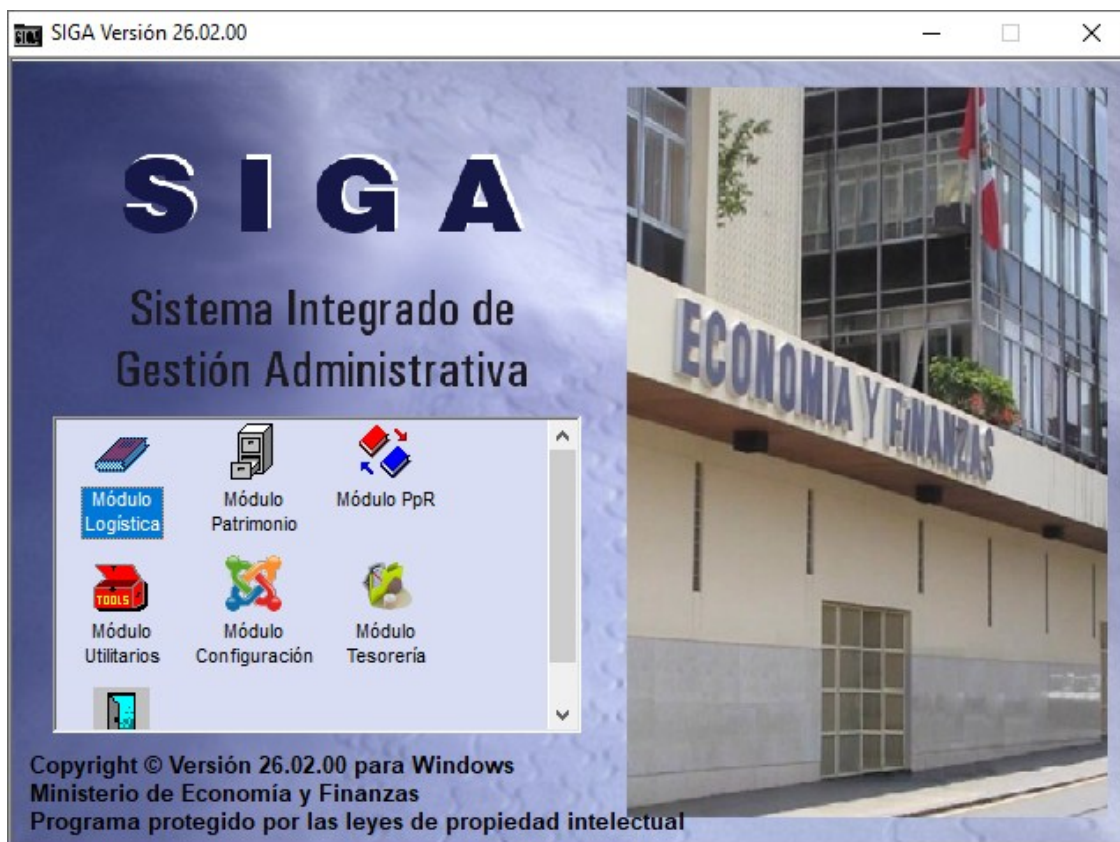 SIGA Versión 26.02.00
SIGA
Sistema Integrado de
Gestión Administrativa
ECONOMIA Y FINANZAS
Módulo
Logística
Módulo
Patrimonio
Módulo PpR
TOOLS
Módulo
Utilitarios
Módulo
Configuración
Módulo
Tesorería
Copyright © Versión 26.02.00 para Windows
Ministerio de Economía y Finanzas
Programa protegido por las leyes de propiedad intelectual